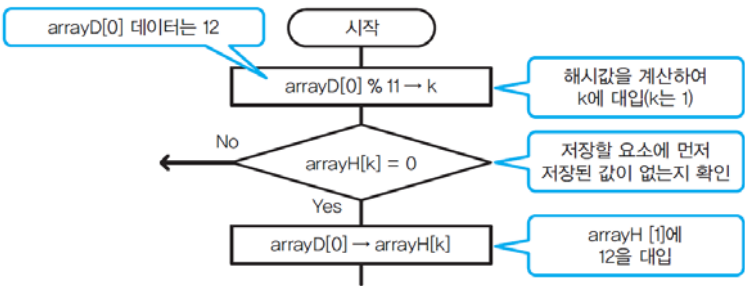 arrayD[0] 데이터는 12
시작
arrayD[0] % 11 → k
해시값을 계산하여
k에 대입(k는 1)
No
arrayH[k] = 0
저장할 요소에 먼저
저장된 값이 없는지 확인
Yes
arrayD[0] → arrayH[k]
arrayH [1]에
12을 대입